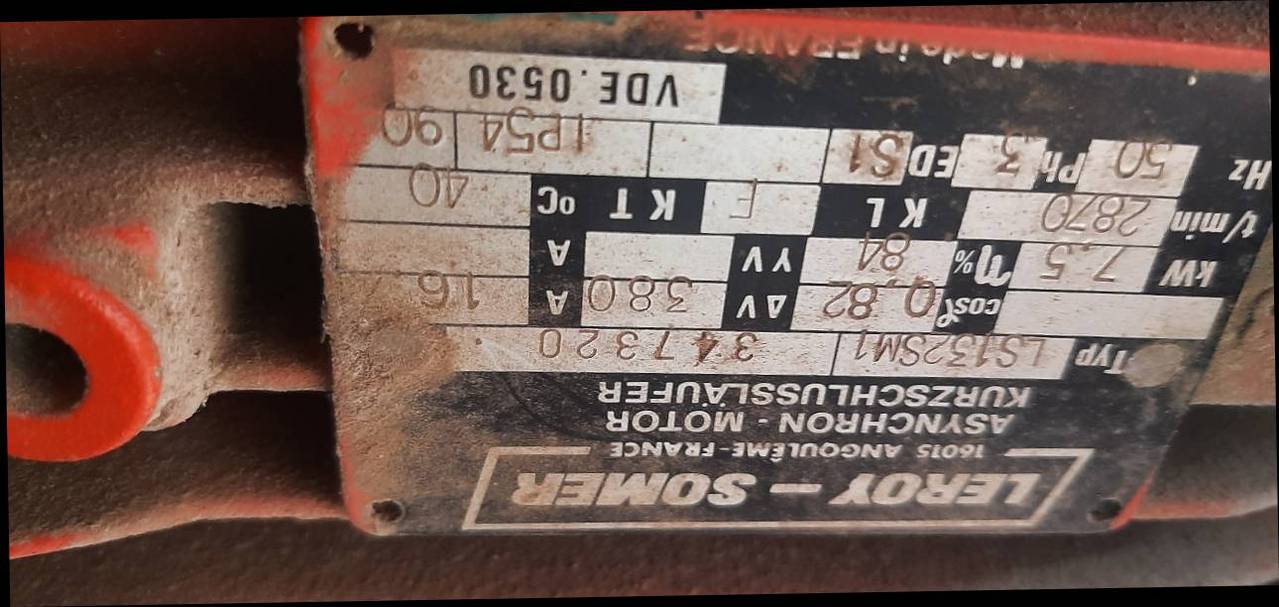 LEROY - SOMER
16015 ANGOULÊME-FRANCE
ASYNCHRON - MOTOR
KURZSCHLUSSLÄUFER
Typ LS132SM1 347320
cosφ 0,82 ΔV 380 A 16
kW 7,5 η% 84 YV A
t/min 2870 KL F KT °C 40
Hz 50 Ph 3 ED S1 IP54 90
VDE.0530
Made in FRANCE